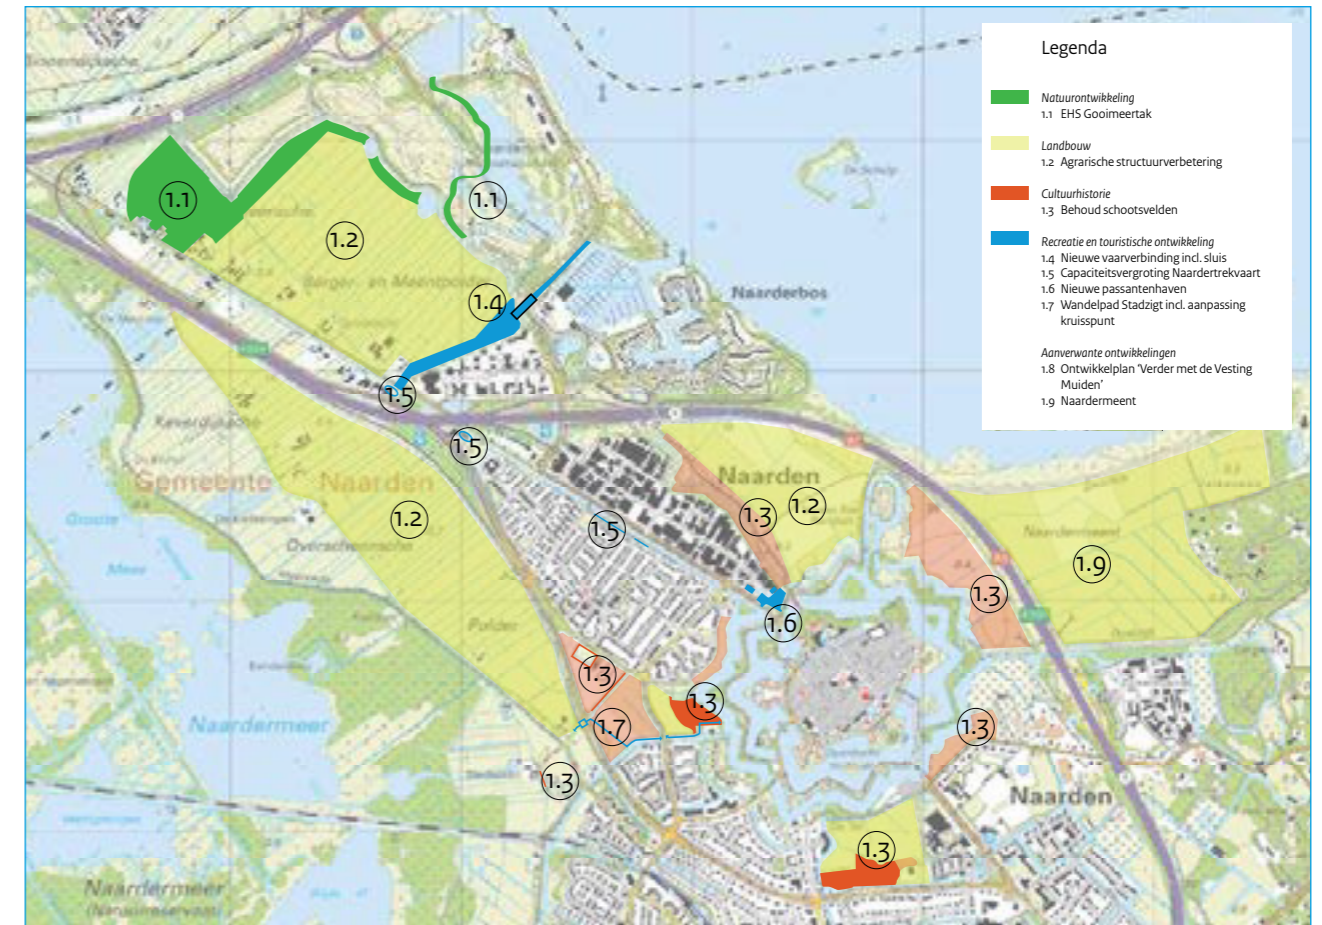 Legenda
Natuurontwikkeling
1.1 EHS Gooimeertak
Landbouw
1.2 Agrarische structuurverbetering
Cultuurhistorie
1.3 Behoud schootsvelden
Recreatie en touristische ontwikkeling
1.4 Nieuwe vaarverbinding incl. sluis
1.5 Capaciteitsvergroting Naardertrekvaart
1.6 Nieuwe passantenhaven
1.7 Wandelpad Stadzigt incl. aanpassing
kruisspunt
Aanverwante ontwikkelingen
1.8 Ontwikkelplan 'Verder met de Vesting
Muiden'
1.9 Naardermeent
De Schelp
1.1
1.1
1.2
Berger- en Meentpolder
1.4
Naarderbos
1.5
1.5
Keverdijksche
Naarden
Gemeente Naarden
1.3
1.2
1.2
1.5
Groote
Meer
Overscheensche
Naardermeent
1.9
1.3
1.6
Polder
1.3
1.3
1.7
1.3
Naardermeer
1.3
Naarden
1.3
Naardermeer
(Natuurreservaat)